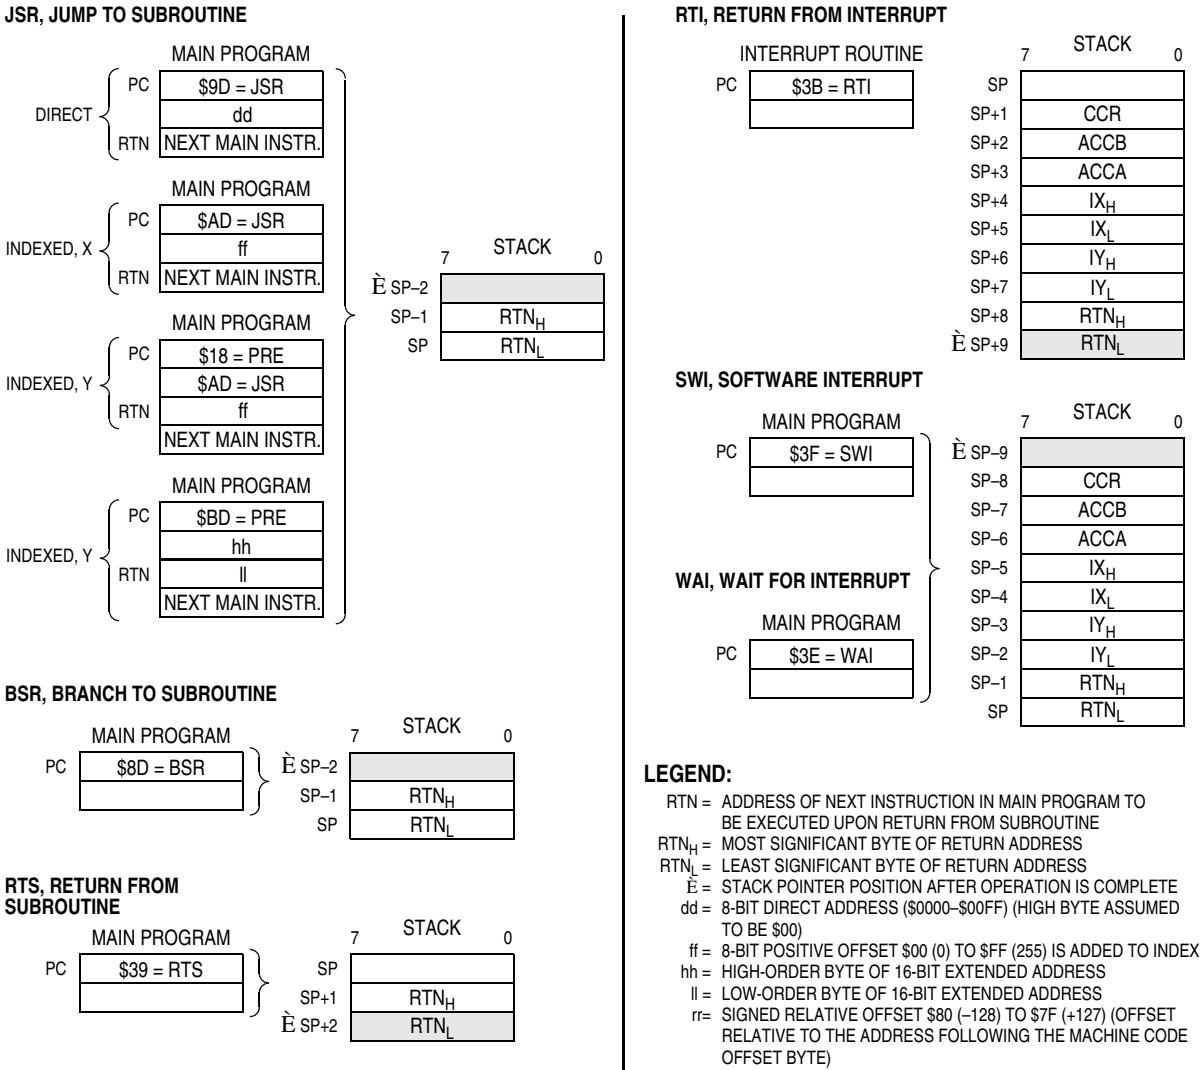 JSR, JUMP TO SUBROUTINE
MAIN PROGRAM
DIRECT
PC $9D = JSR
dd
RTN NEXT MAIN INSTR.
MAIN PROGRAM
INDEXED, X
PC $AD = JSR
ff
RTN NEXT MAIN INSTR.
MAIN PROGRAM
INDEXED, Y
PC $18 = PRE
$AD = JSR
RTN ff
NEXT MAIN INSTR.
MAIN PROGRAM
INDEXED, Y
PC $BD = PRE
hh
RTN ll
NEXT MAIN INSTR.
7 STACK 0
È SP–2
SP–1 RTNH
SP RTNL
BSR, BRANCH TO SUBROUTINE
MAIN PROGRAM
PC $8D = BSR
7 STACK 0
È SP–2
SP–1 RTNH
SP RTNL
RTS, RETURN FROM
SUBROUTINE
MAIN PROGRAM
PC $39 = RTS
7 STACK 0
SP
SP+1 RTNH
È SP+2 RTNL
RTI, RETURN FROM INTERRUPT
INTERRUPT ROUTINE
PC $3B = RTI
7 STACK 0
SP
SP+1 CCR
SP+2 ACCB
SP+3 ACCA
SP+4 IXH
SP+5 IXL
SP+6 IYH
SP+7 IYL
SP+8 RTNH
È SP+9 RTNL
SWI, SOFTWARE INTERRUPT
MAIN PROGRAM
PC $3F = SWI
WAI, WAIT FOR INTERRUPT
MAIN PROGRAM
PC $3E = WAI
7 STACK 0
È SP–9
SP–8 CCR
SP–7 ACCB
SP–6 ACCA
SP–5 IXH
SP–4 IXL
SP–3 IYH
SP–2 IYL
SP–1 RTNH
SP RTNL
LEGEND:
RTN = ADDRESS OF NEXT INSTRUCTION IN MAIN PROGRAM TO
BE EXECUTED UPON RETURN FROM SUBROUTINE
RTNH = MOST SIGNIFICANT BYTE OF RETURN ADDRESS
RTNL = LEAST SIGNIFICANT BYTE OF RETURN ADDRESS
È = STACK POINTER POSITION AFTER OPERATION IS COMPLETE
dd = 8-BIT DIRECT ADDRESS ($0000–$00FF) (HIGH BYTE ASSUMED
TO BE $00)
ff = 8-BIT POSITIVE OFFSET $00 (0) TO $FF (255) IS ADDED TO INDEX
hh = HIGH-ORDER BYTE OF 16-BIT EXTENDED ADDRESS
ll = LOW-ORDER BYTE OF 16-BIT EXTENDED ADDRESS
rr= SIGNED RELATIVE OFFSET $80 (–128) TO $7F (+127) (OFFSET
RELATIVE TO THE ADDRESS FOLLOWING THE MACHINE CODE
OFFSET BYTE)